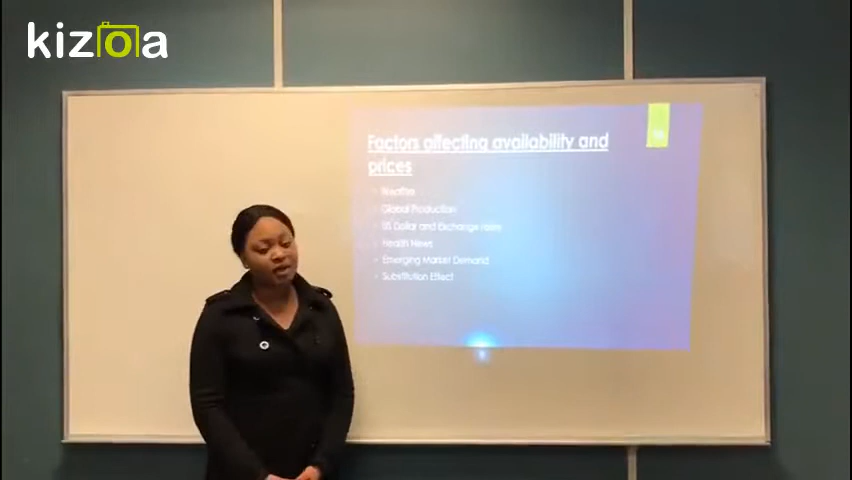 kizoa
Factors affecting availability and
prices
Weather
Global Production
US Dollar and Exchange rates
Health News
Emerging Market Demand
Substitution Effect